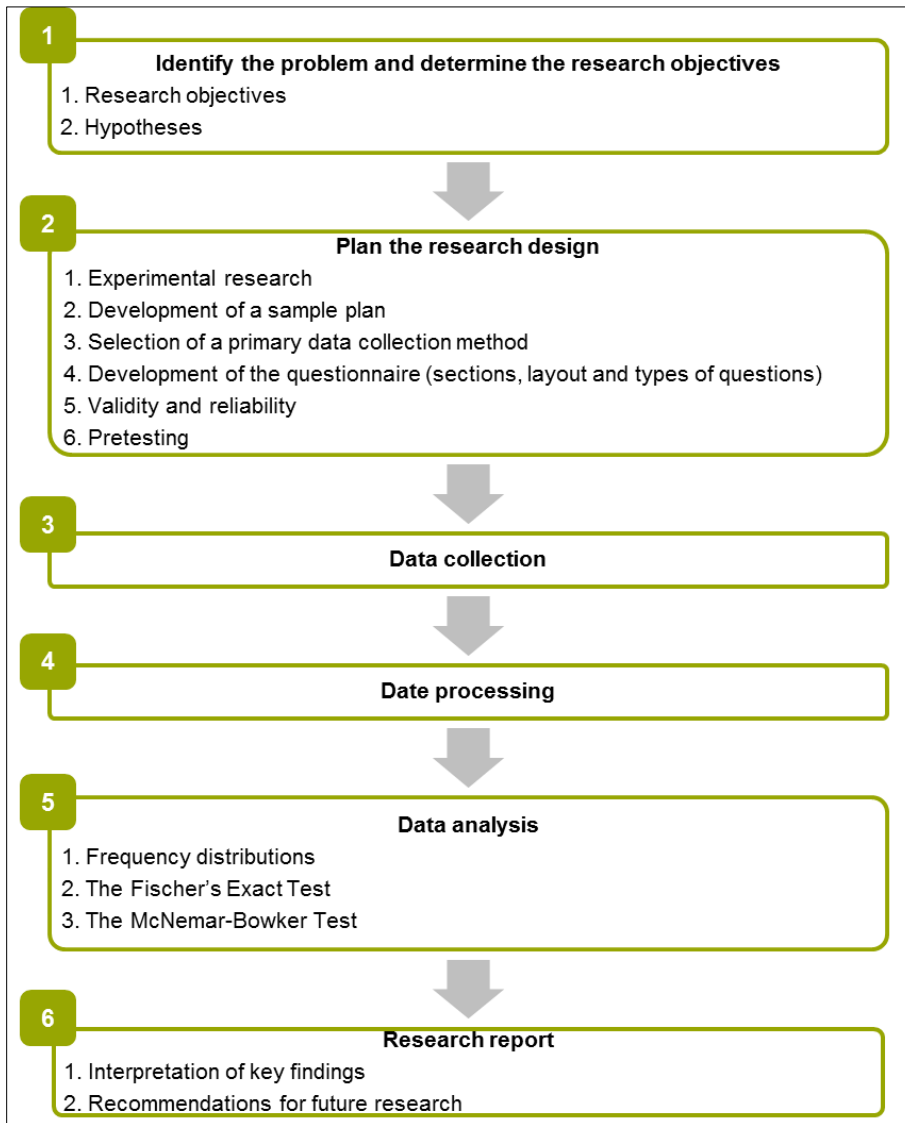 1
Identify the problem and determine the research objectives
1. Research objectives
2. Hypotheses
2
Plan the research design
1. Experimental research
2. Development of a sample plan
3. Selection of a primary data collection method
4. Development of the questionnaire (sections, layout and types of questions)
5. Validity and reliability
6. Pretesting
3
Data collection
4
Date processing
5
Data analysis
1. Frequency distributions
2. The Fischer's Exact Test
3. The McNemar-Bowker Test
6
Research report
1. Interpretation of key findings
2. Recommendations for future research